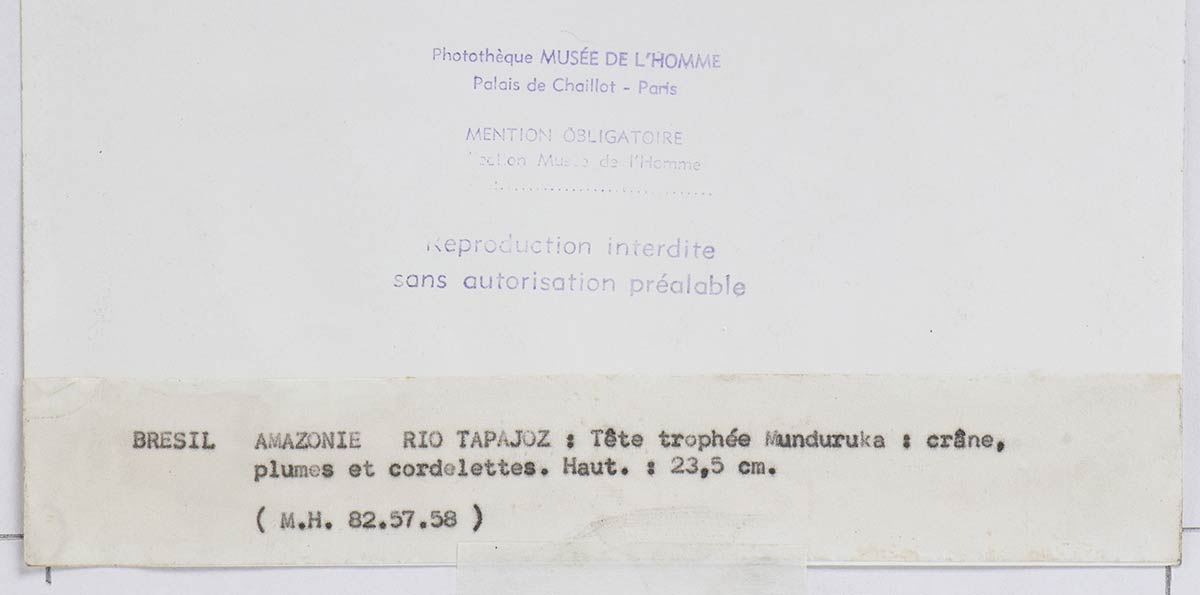 Photothèque MUSÉE DE L'HOMME
Palais de Chaillot - Paris
MENTION OBLIGATOIRE
de l'Homme
Reproduction interdite
sans autorisation préalable
BRESIL AMAZONIE RIO TAPAJOZ : Tête trophée Munduruka : crâne,
plumes et cordelettes. Haut. : 23,5 cm.
( M.H. 82.57.58 )